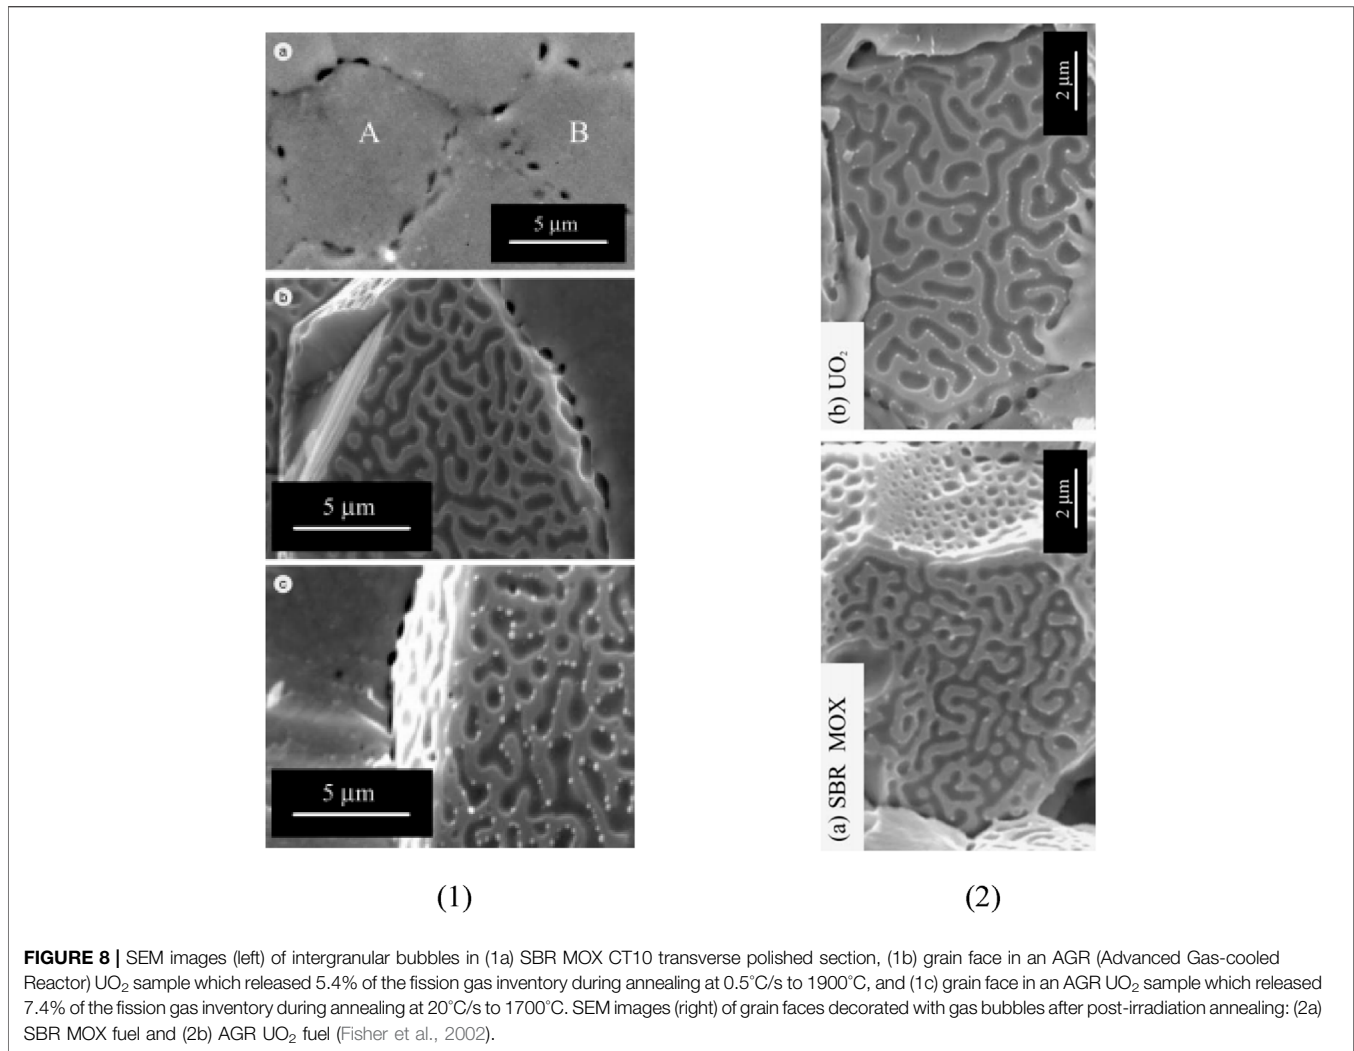 a
A
B
5 μm
b
5 μm
c
5 μm
(1)
2 μm
(b) UO₂
2 μm
(a) SBR MOX
(2)
FIGURE 8 | SEM images (left) of intergranular bubbles in (1a) SBR MOX CT10 transverse polished section, (1b) grain face in an AGR (Advanced Gas-cooled
Reactor) UO₂ sample which released 5.4% of the fission gas inventory during annealing at 0.5°C/s to 1900°C, and (1c) grain face in an AGR UO₂ sample which released
7.4% of the fission gas inventory during annealing at 20°C/s to 1700°C. SEM images (right) of grain faces decorated with gas bubbles after post-irradiation annealing: (2a)
SBR MOX fuel and (2b) AGR UO₂ fuel (Fisher et al., 2002).